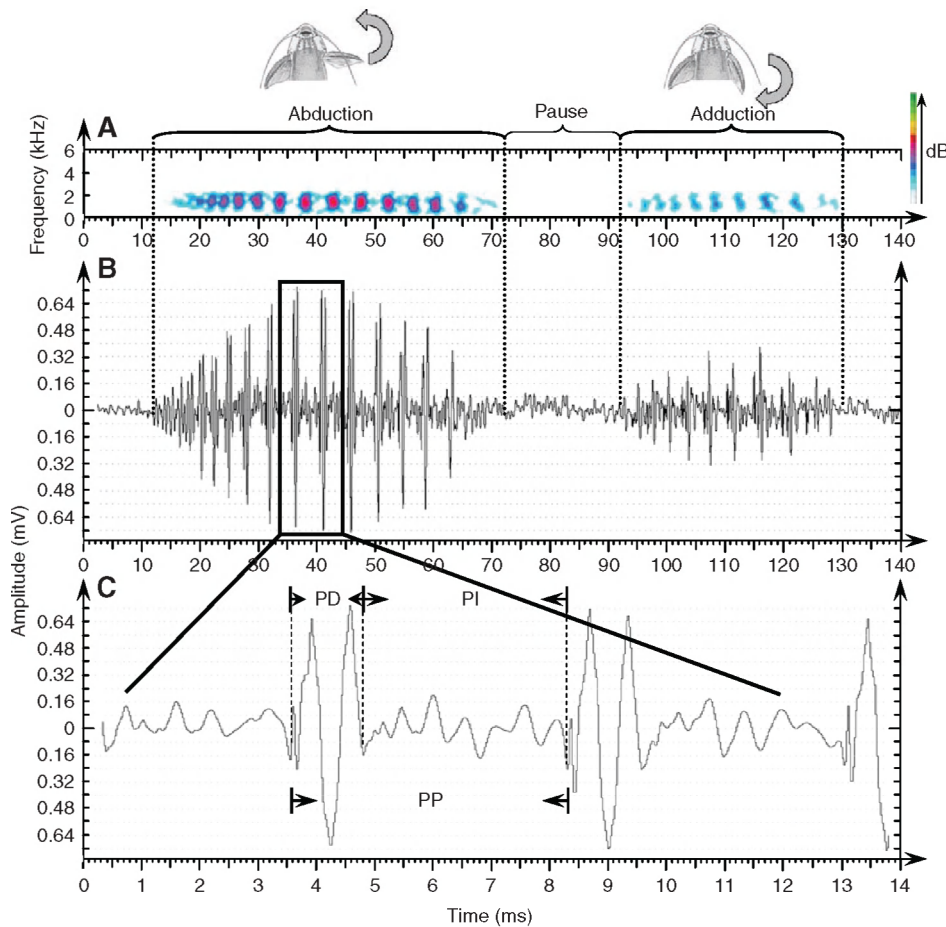 Abduction
Pause
Adduction
A
Frequency (kHz)
6
4
2
0
dB
0 10 20 30 40 50 60 70 80 90 100 110 120 130 140
B
Amplitude (mV)
0.64
0.48
0.32
0.16
0
0.16
0.32
0.48
0.64
0 10 20 30 40 50 60 70 80 90 100 110 120 130 140
C
PD
PI
PP
0.64
0.48
0.32
0.16
0
0.16
0.32
0.48
0.64
0 1 2 3 4 5 6 7 8 9 10 11 12 13 14
Time (ms)